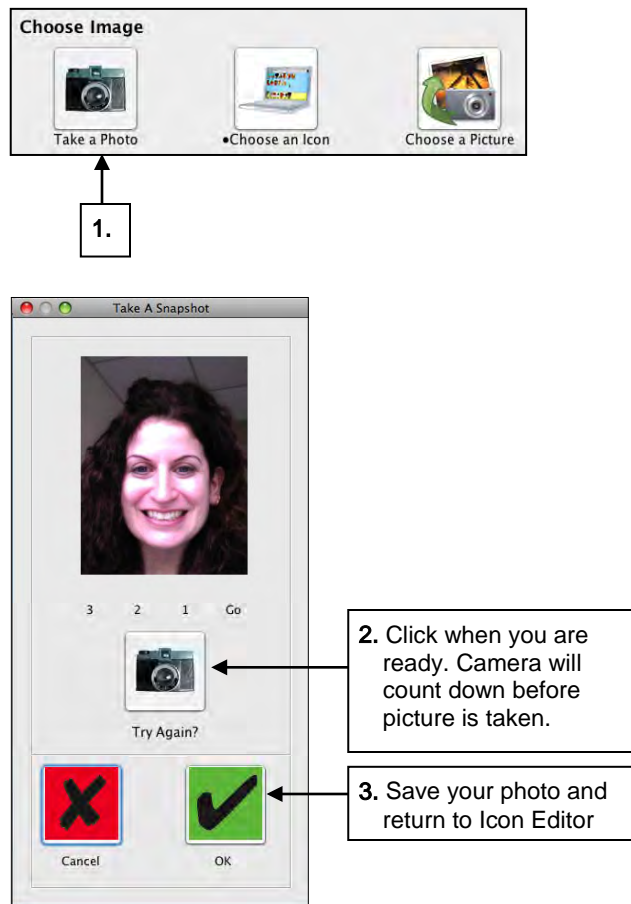 Choose Image
Take a Photo
•Choose an Icon
Choose a Picture
1.
Take A Snapshot
3 2 1 Go
Try Again?
2. Click when you are
ready. Camera will
count down before
picture is taken.
3. Save your photo and
return to Icon Editor
Cancel
OK